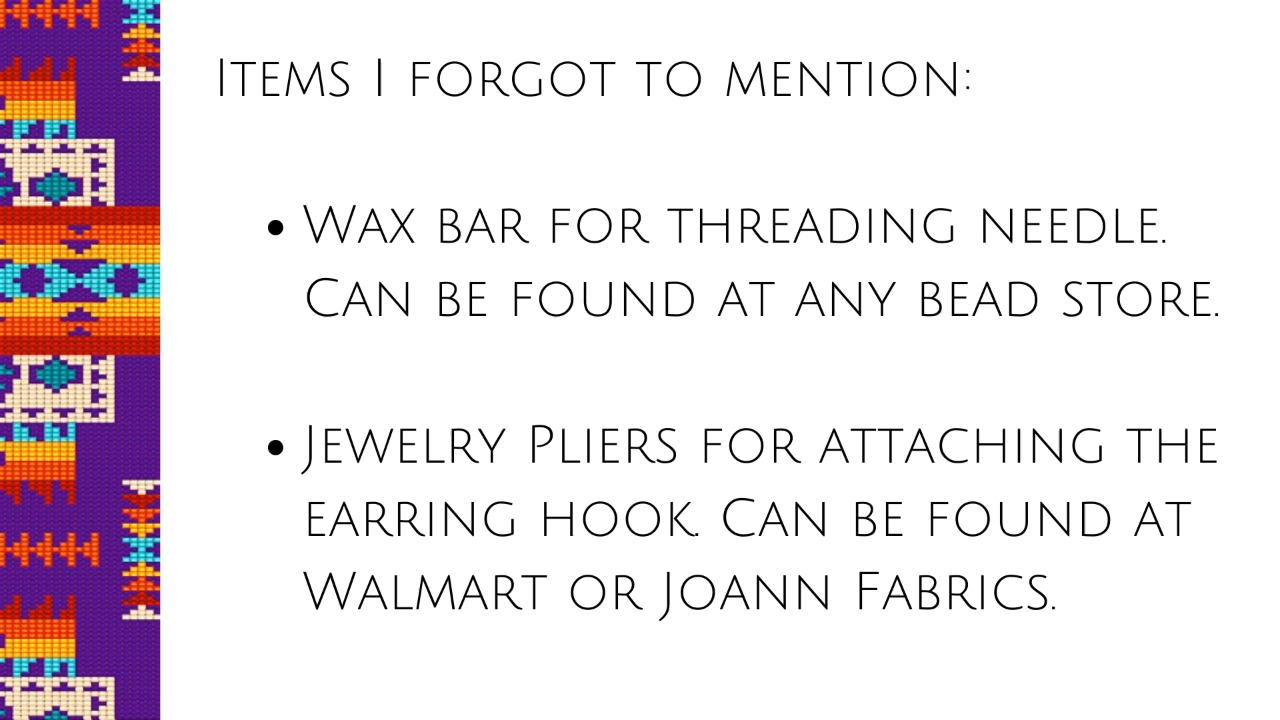 Items I forgot to mention:
• Wax bar for threading needle.
Can be found at any bead store.
• Jewelry Pliers for attaching the
earring hook. Can be found at
Walmart or Joann Fabrics.